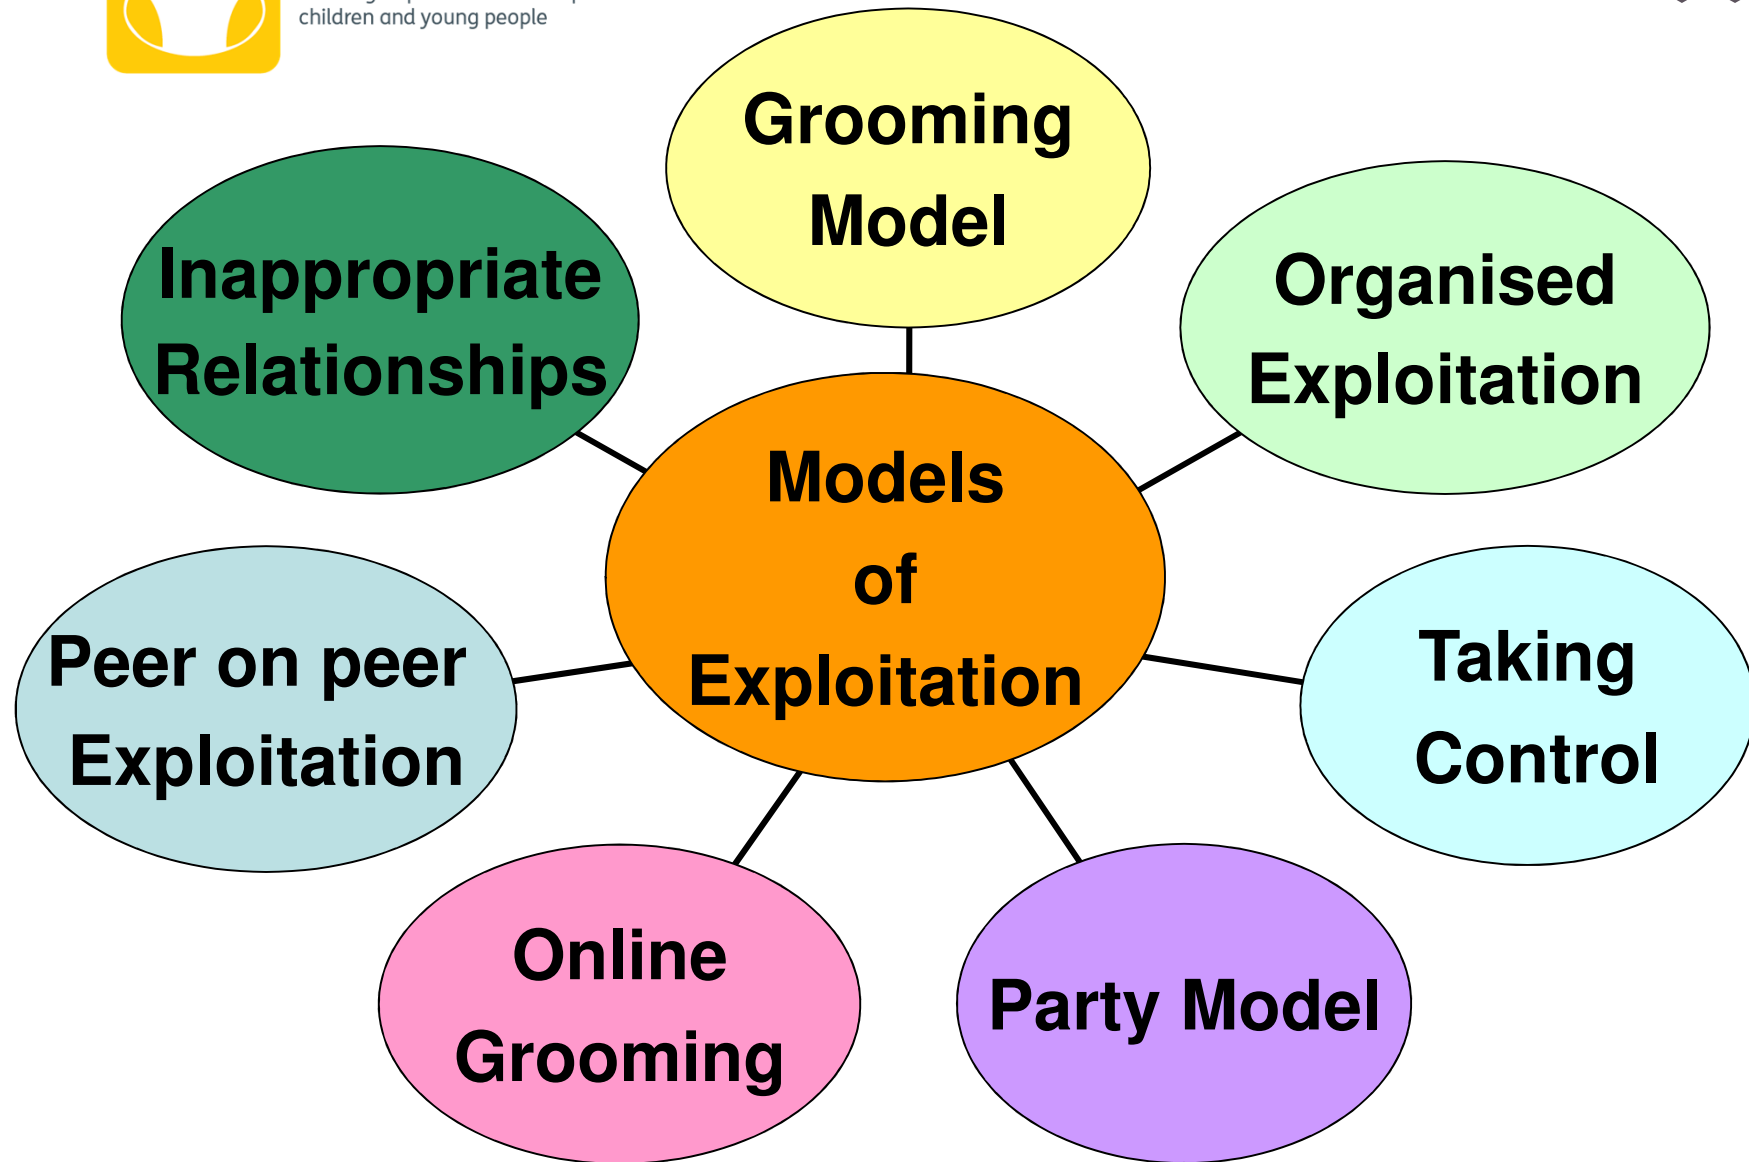 children and young people
Grooming
Model
Inappropriate
Relationships
Organised
Exploitation
Models
of
Exploitation
Peer on peer
Exploitation
Taking
Control
Online
Grooming
Party Model